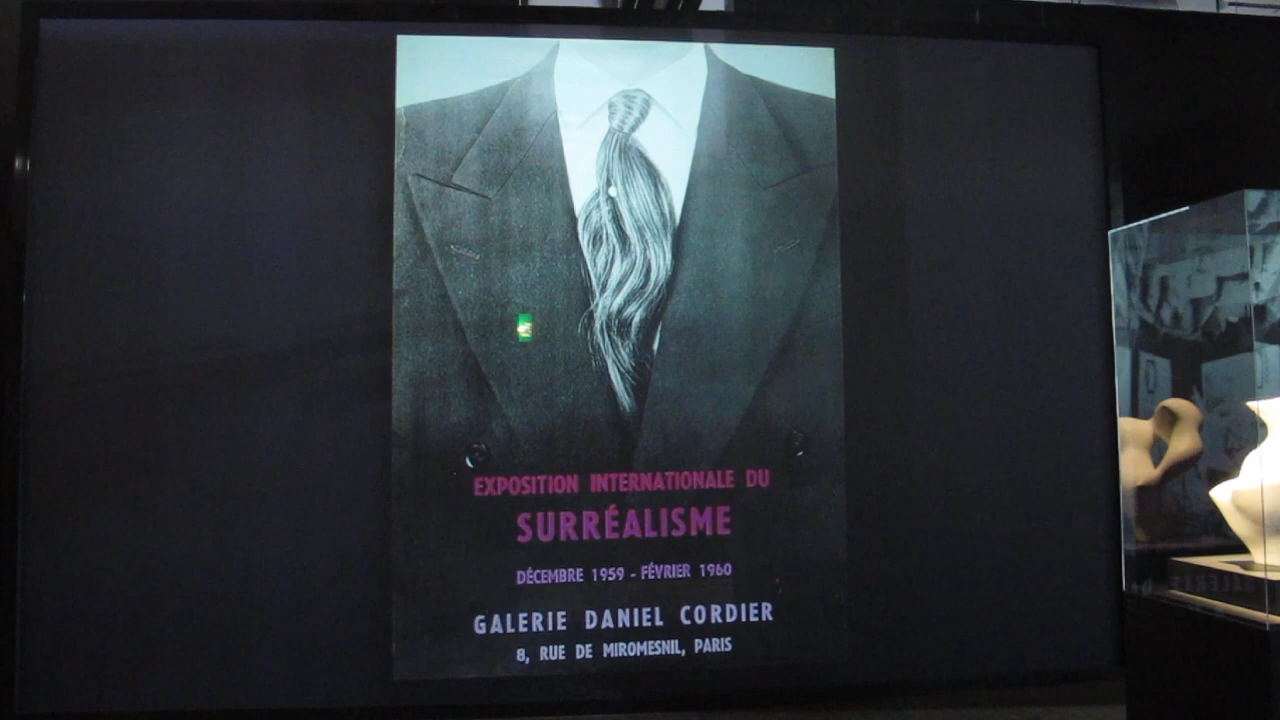 EXPOSITION INTERNATIONALE DU
SURRÉALISME
DÉCEMBRE 1959 - FÉVRIER 1960
GALERIE DANIEL CORDIER
8, RUE DE MIROMESNIL, PARIS